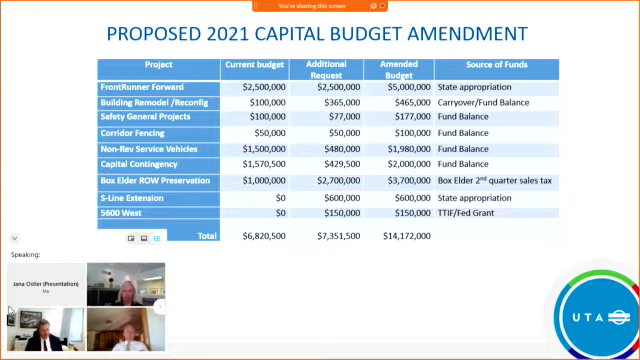 You're sharing this screen
PROPOSED 2021 CAPITAL BUDGET AMENDMENT
Project Current budget Additional Request Amended Budget Source of Funds
FrontRunner Forward $2,500,000 $2,500,000 $5,000,000 State appropriation
Building Remodel /Reconfig $100,000 $365,000 $465,000 Carryover/Fund Balance
Safety General Projects $100,000 $77,000 $177,000 Fund Balance
Corridor Fencing $50,000 $50,000 $100,000 Fund Balance
Non-Rev Service Vehicles $1,500,000 $480,000 $1,980,000 Fund Balance
Capital Contingency $1,570,500 $429,500 $2,000,000 Fund Balance
Box Elder ROW Preservation $1,000,000 $2,700,000 $3,700,000 Box Elder 2nd quarter sales tax
S-Line Extension $0 $600,000 $600,000 State appropriation
5600 West $0 $150,000 $150,000 TTIF/Fed Grant
Total $6,820,500 $7,351,500 $14,172,000
Speaking:
Jana Ostler (Presentation)
Me
UTA